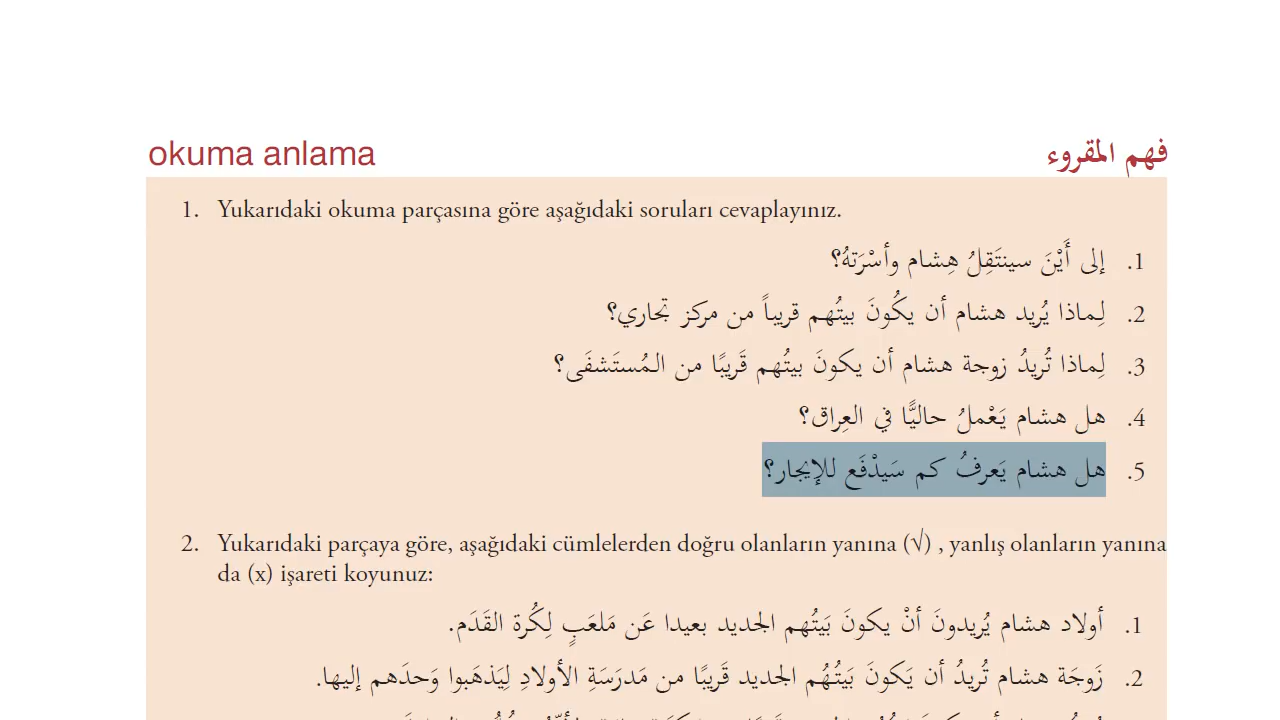 okuma anlama
فهم المقروء
1. Yukarıdaki okuma parçasına göre aşağıdaki soruları cevaplayınız.
1. إلى أَيْنَ سينتَقِلُ هِشام وأسْرَتهُ؟
2. لِماذا يُريد هشام أن يكُونَ بيتُهم قريباً من مركز تجاري؟
3. لِماذا تُريدُ زوجة هشام أن يكونَ بيتُهم قَريبًا من المُستَشفَى؟
4. هل هشام يَعْملُ حاليًّا في العِراق؟
5. هل هشام يَعرفُ كم سَيدْفَع للإيجار؟
2. Yukarıdaki parçaya göre, aşağıdaki cümlelerden doğru olanların yanına (√) , yanlış olanların yanına
da (x) işareti koyunuz:
1. أولاد هشام يُريدونَ أنْ يكونَ بَيتُهم الجديد بعيدا عَن مَلعَبٍ لِكُرة القَدَم.
2. زَوجَة هشام تُريدُ أن يَكونَ بَيتُهُم الجديد قَريبًا من مَدرَسَةِ الأولادِ لِيَذهَبوا وَحدَهم إليها.